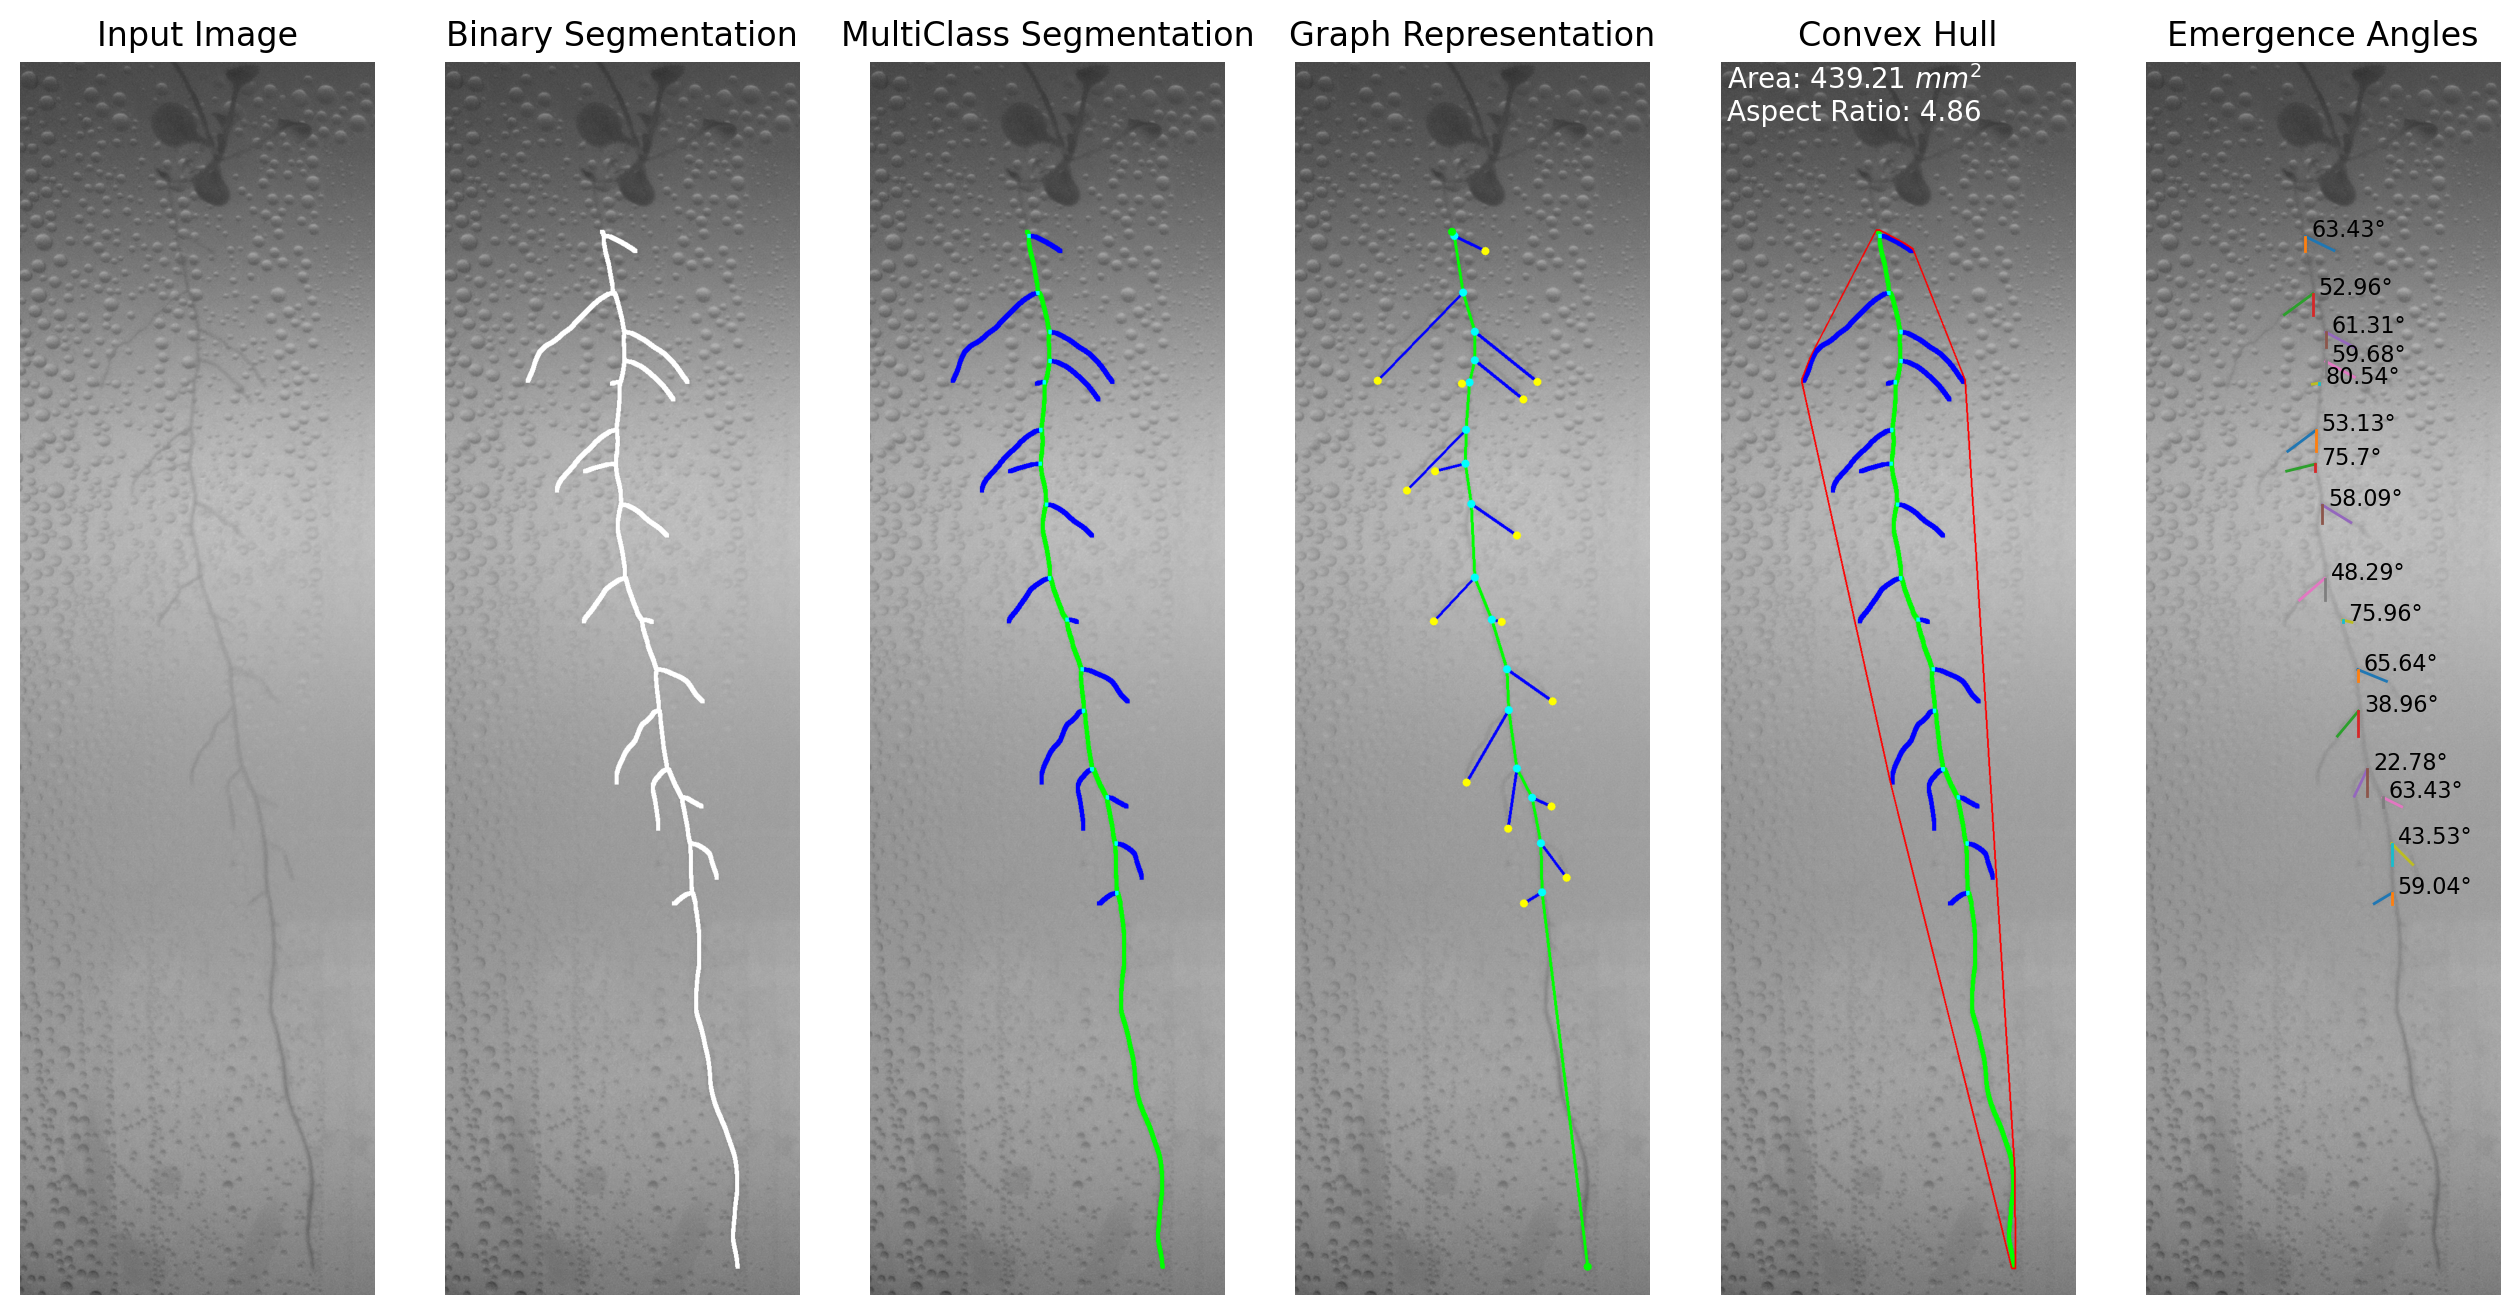 Input Image
Binary Segmentation
MultiClass Segmentation
Graph Representation
Convex Hull
Emergence Angles
Area: 439.21 mm²
Aspect Ratio: 4.86
63.43°
52.96°
61.31°
59.68°
80.54°
53.13°
75.7°
58.09°
48.29°
75.96°
65.64°
38.96°
22.78°
63.43°
43.53°
59.04°